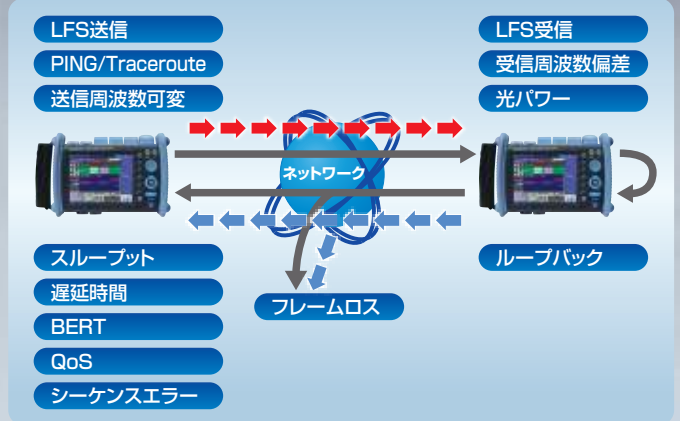 LFS送信
PING/Traceroute
送信周波数可変
LFS受信
受信周波数偏差
光パワー
ネットワーク
スループット
遅延時間
BERT
QoS
シーケンスエラー
フレームロス
ループバック